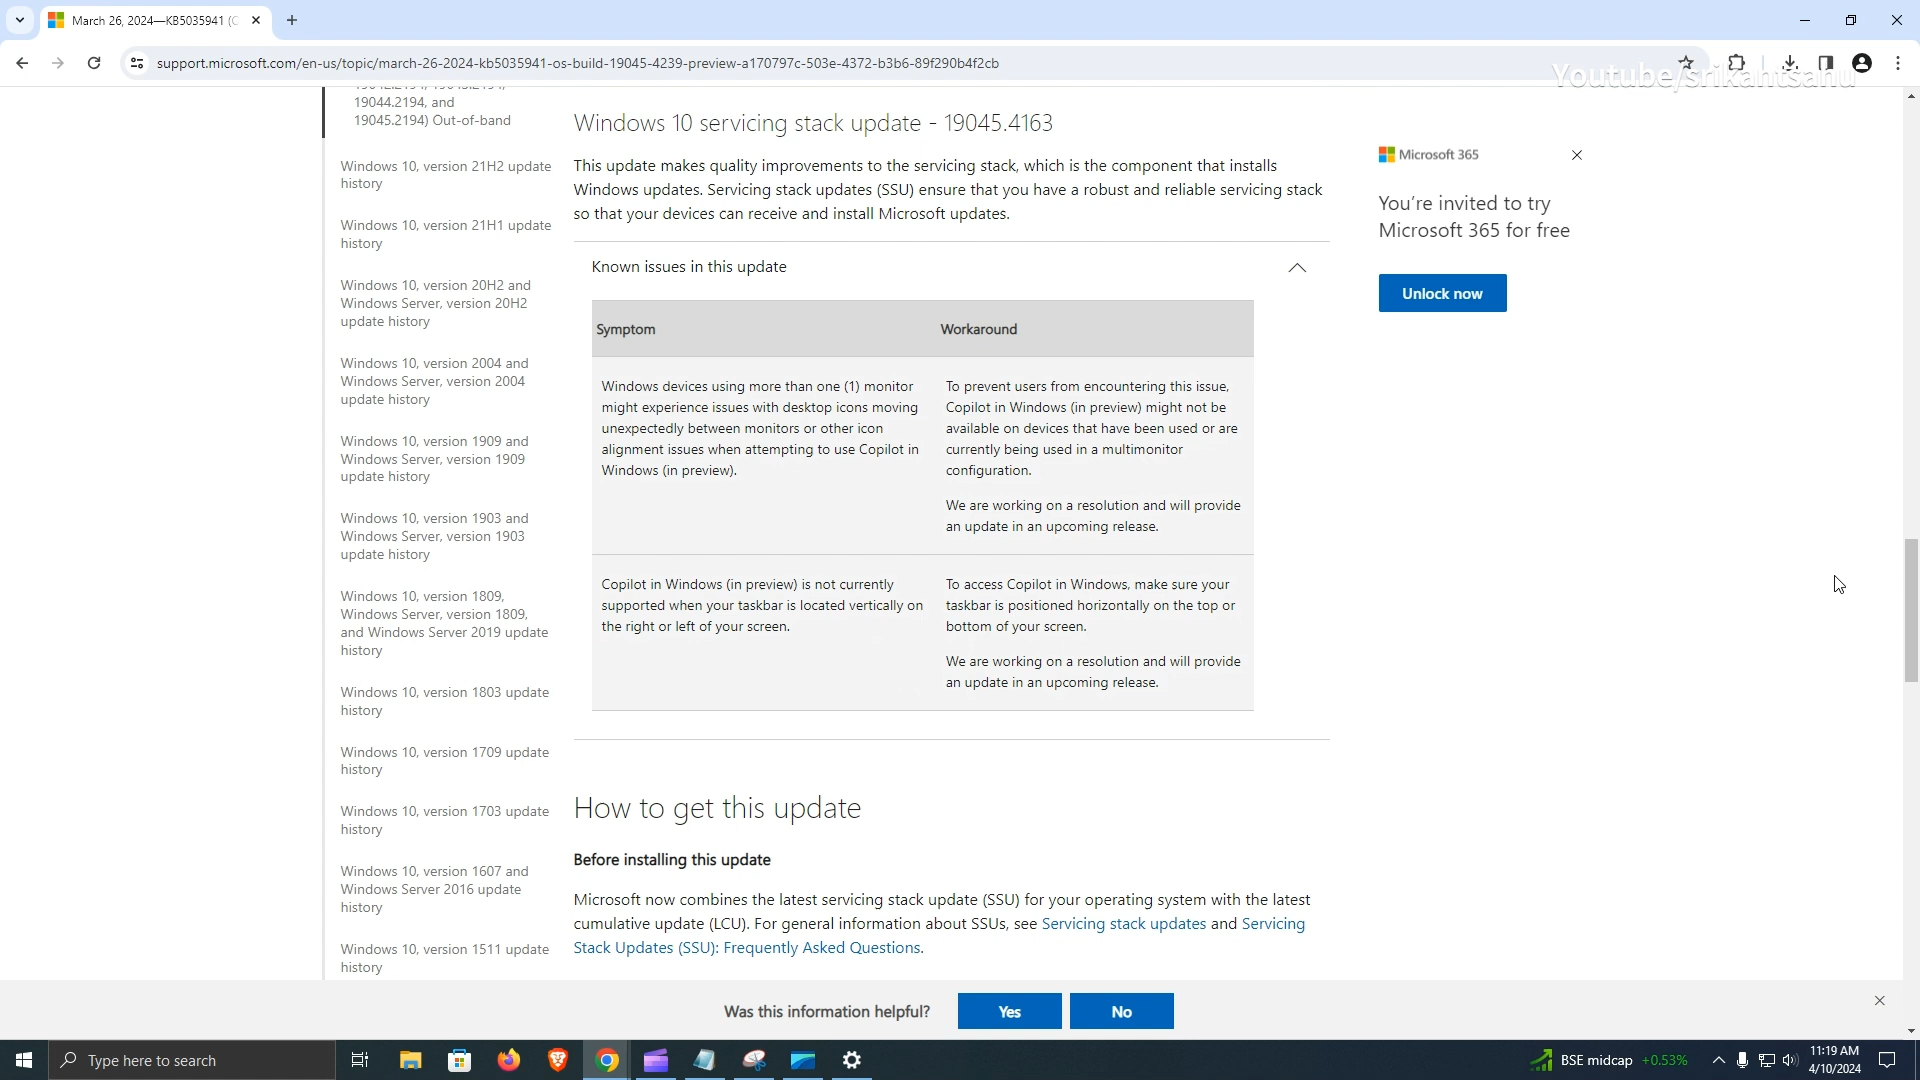 March 26, 2024—KB5035941 (
support.microsoft.com/en-us/topic/march-26-2024-kb5035941-os-build-19045-4239-preview-a170797c-503e-4372-b3b6-89f290b4f2cb
Youtube/srikantsahu
19044.2194, and
19045.2194) Out-of-band
Windows 10, version 21H2 update
history
Windows 10, version 21H1 update
history
Windows 10, version 20H2 and
Windows Server, version 20H2
update history
Windows 10, version 2004 and
Windows Server, version 2004
update history
Windows 10, version 1909 and
Windows Server, version 1909
update history
Windows 10, version 1903 and
Windows Server, version 1903
update history
Windows 10, version 1809,
Windows Server, version 1809,
and Windows Server 2019 update
history
Windows 10, version 1803 update
history
Windows 10, version 1709 update
history
Windows 10, version 1703 update
history
Windows 10, version 1607 and
Windows Server 2016 update
history
Windows 10, version 1511 update
history
Windows 10 servicing stack update - 19045.4163
This update makes quality improvements to the servicing stack, which is the component that installs
Windows updates. Servicing stack updates (SSU) ensure that you have a robust and reliable servicing stack
so that your devices can receive and install Microsoft updates.
Known issues in this update
Symptom
Workaround
Windows devices using more than one (1) monitor
might experience issues with desktop icons moving
unexpectedly between monitors or other icon
alignment issues when attempting to use Copilot in
Windows (in preview).
To prevent users from encountering this issue,
Copilot in Windows (in preview) might not be
available on devices that have been used or are
currently being used in a multimonitor
configuration.
We are working on a resolution and will provide
an update in an upcoming release.
Copilot in Windows (in preview) is not currently
supported when your taskbar is located vertically on
the right or left of your screen.
To access Copilot in Windows, make sure your
taskbar is positioned horizontally on the top or
bottom of your screen.
We are working on a resolution and will provide
an update in an upcoming release.
How to get this update
Before installing this update
Microsoft now combines the latest servicing stack update (SSU) for your operating system with the latest
cumulative update (LCU). For general information about SSUs, see Servicing stack updates and Servicing
Stack Updates (SSU): Frequently Asked Questions.
Microsoft 365
You're invited to try
Microsoft 365 for free
Unlock now
Was this information helpful?
Yes
No
Type here to search
BSE midcap +0.53%
11:19 AM
4/10/2024